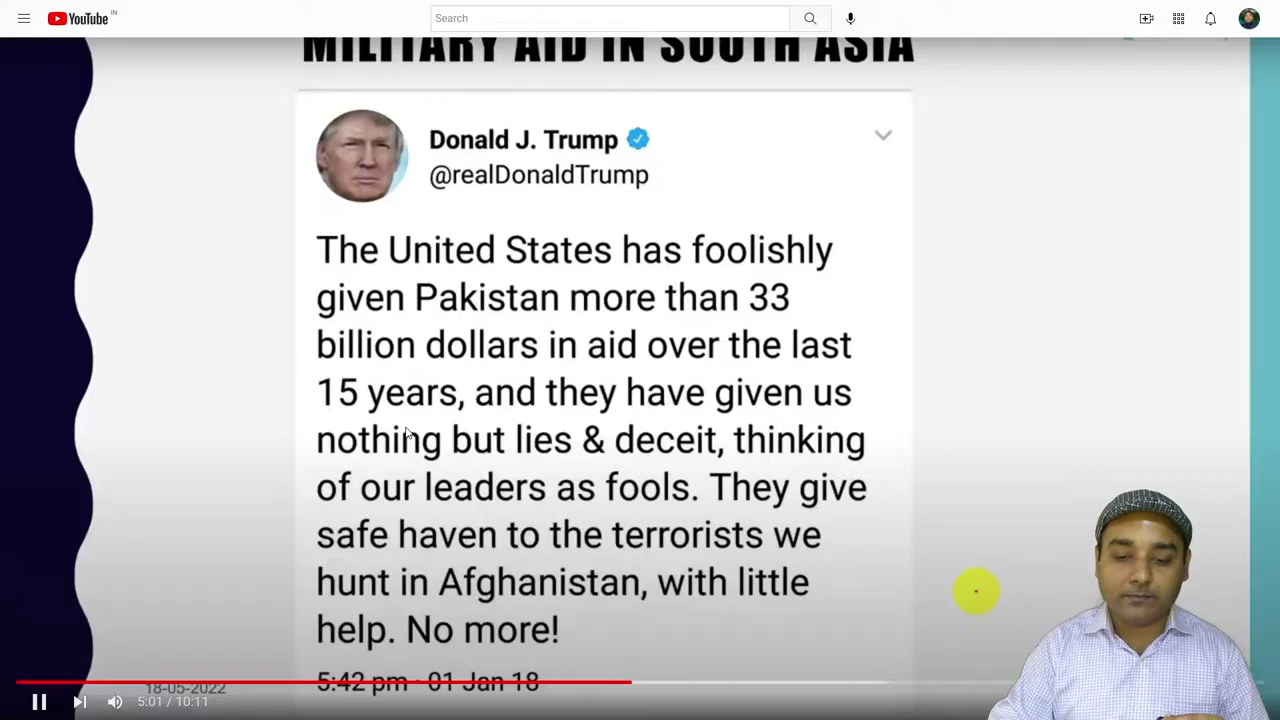 YouTube IN
Search
MILITARY AID IN SOUTH ASIA
Donald J. Trump
@realDonaldTrump
The United States has foolishly
given Pakistan more than 33
billion dollars in aid over the last
15 years, and they have given us
nothing but lies & deceit, thinking
of our leaders as fools. They give
safe haven to the terrorists we
hunt in Afghanistan, with little
help. No more!
5:42 pm · 01 Jan 18
18-05-2022
5:01 / 10:11